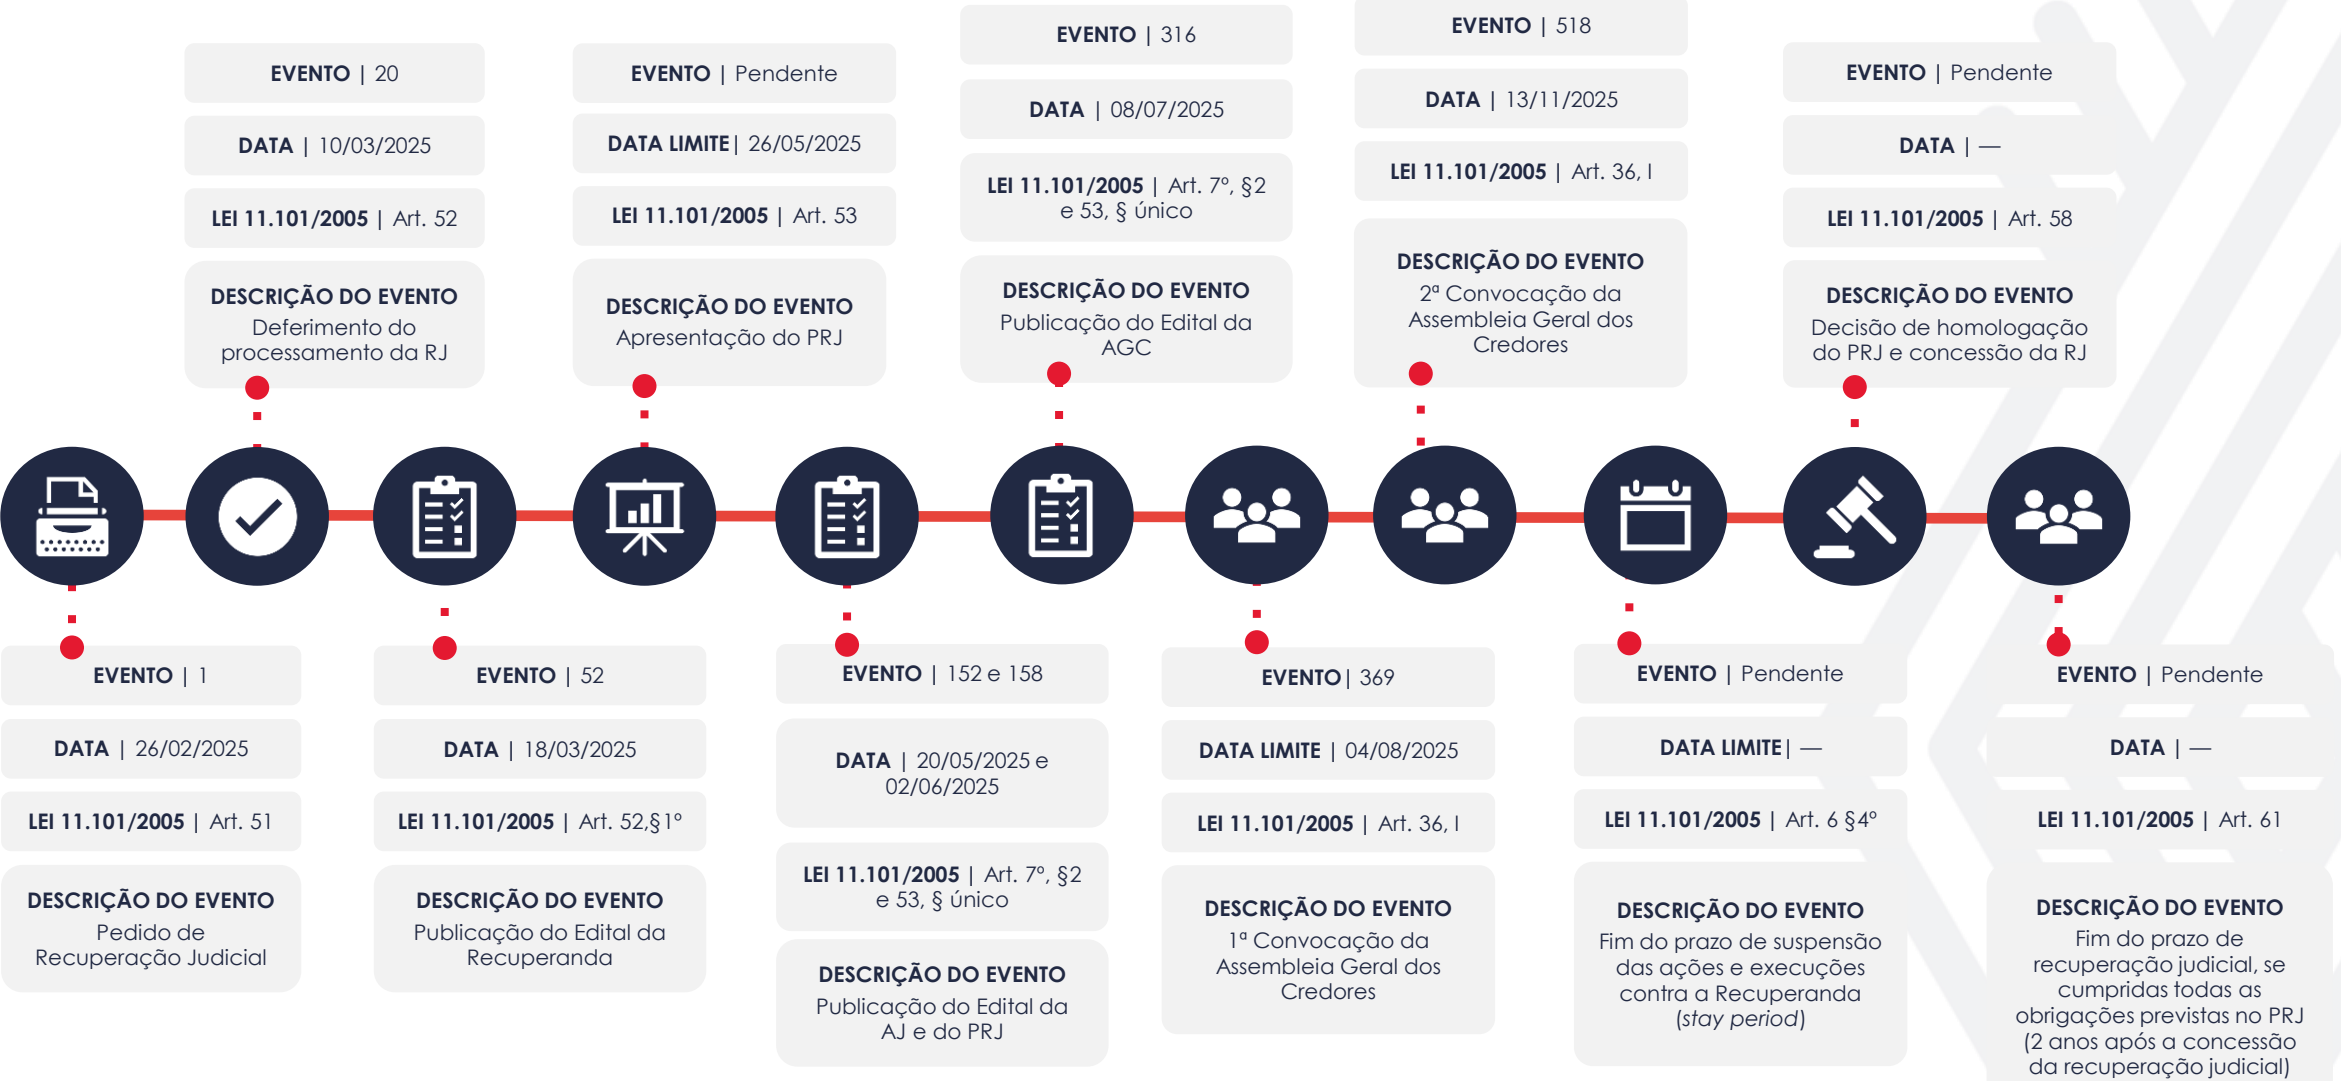 EVENTO | 20
DATA | 10/03/2025
LEI 11.101/2005 | Art. 52
DESCRIÇÃO DO EVENTO
Deferimento do
processamento da RJ
EVENTO | Pendente
DATA LIMITE| 26/05/2025
LEI 11.101/2005 | Art. 53
DESCRIÇÃO DO EVENTO
Apresentação do PRJ
EVENTO | 316
DATA | 08/07/2025
LEI 11.101/2005 | Art. 7º, §2
e 53, § único
DESCRIÇÃO DO EVENTO
Publicação do Edital da
AGC
EVENTO | 518
DATA | 13/11/2025
LEI 11.101/2005 | Art. 36, I
DESCRIÇÃO DO EVENTO
2ª Convocação da
Assembleia Geral dos
Credores
EVENTO | Pendente
DATA | —
LEI 11.101/2005 | Art. 58
DESCRIÇÃO DO EVENTO
Decisão de homologação
do PRJ e concessão da RJ
EVENTO | 1
DATA | 26/02/2025
LEI 11.101/2005 | Art. 51
DESCRIÇÃO DO EVENTO
Pedido de
Recuperação Judicial
EVENTO | 52
DATA | 18/03/2025
LEI 11.101/2005 | Art. 52,§1º
DESCRIÇÃO DO EVENTO
Publicação do Edital da
Recuperanda
EVENTO | 152 e 158
DATA | 20/05/2025 e
02/06/2025
LEI 11.101/2005 | Art. 7º, §2
e 53, § único
DESCRIÇÃO DO EVENTO
Publicação do Edital da
AJ e do PRJ
EVENTO| 369
DATA LIMITE | 04/08/2025
LEI 11.101/2005 | Art. 36, I
DESCRIÇÃO DO EVENTO
1ª Convocação da
Assembleia Geral dos
Credores
EVENTO | Pendente
DATA LIMITE| —
LEI 11.101/2005 | Art. 6 §4º
DESCRIÇÃO DO EVENTO
Fim do prazo de suspensão
das ações e execuções
contra a Recuperanda
(stay period)
EVENTO | Pendente
DATA | —
LEI 11.101/2005 | Art. 61
DESCRIÇÃO DO EVENTO
Fim do prazo de
recuperação judicial, se
cumpridas todas as
obrigações previstas no PRJ
(2 anos após a concessão
da recuperação judicial)